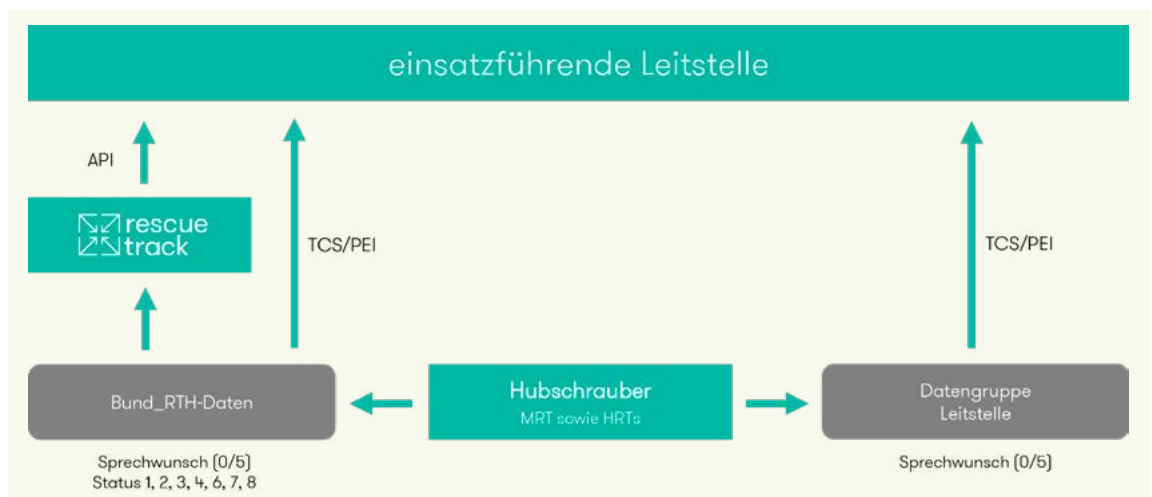 einsatzführende Leitstelle
API
rescue
track
TCS/PEI
TCS/PEI
Bund_RTH-Daten
Hubschrauber
MRT sowie HRTs
Datengruppe
Leitstelle
Sprechwunsch (0/5)
Status 1, 2, 3, 4, 6, 7, 8
Sprechwunsch (0/5)